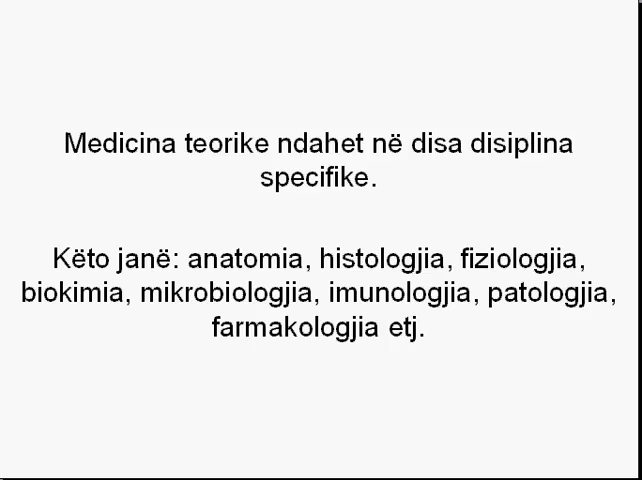 Medicina teorike ndahet në disa disiplina
specifike.
Këto janë: anatomia, histologjia, fiziologjia,
biokimia, mikrobiologjia, imunologjia, patologjia,
farmakologjia etj.